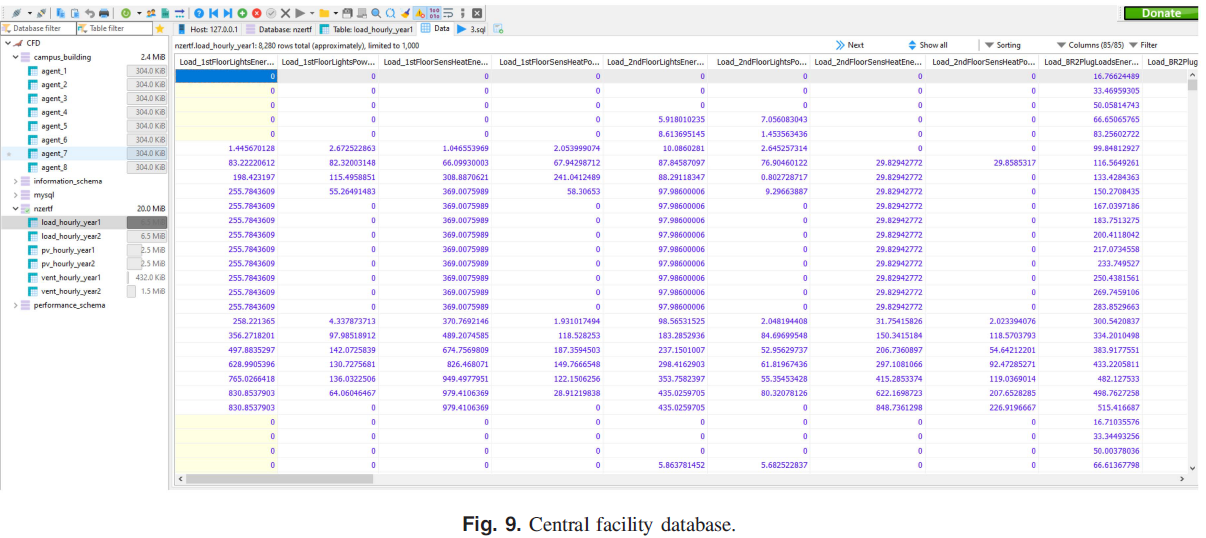 Donate
Database filter Table filter Host: 127.0.0.1 Database: nzertf Table: load_hourly_year1 Data 3.sql
CFD nzertf.load_hourly_year1: 8,280 rows total (approximately), limited to 1,000 Next Show all Sorting Columns (85/85) Filter
campus_building 2.4 MiB
agent_1 304.0 KiB
agent_2 304.0 KiB
agent_3 304.0 KiB
agent_4 304.0 KiB
agent_5 304.0 KiB
agent_6 304.0 KiB
agent_7 304.0 KiB
agent_8 304.0 KiB
information_schema
mysql
nzertf 20.0 MiB
load_hourly_year1
load_hourly_year2 6.5 MiB
pv_hourly_year1 2.5 MiB
pv_hourly_year2 2.5 MiB
vent_hourly_year1 432.0 KiB
vent_hourly_year2 1.5 MiB
performance_schema
Load_1stFloorLightsEner... Load_1stFloorLightsPow... Load_1stFloorSensHeatEne... Load_1stFloorSensHeatPo... Load_2ndFloorLightsEner... Load_2ndFloorLightsPo... Load_2ndFloorSensHeatEne... Load_2ndFloorSensHeatPo... Load_BR2PlugLoadsEner... Load_BR2Plug
0 0 0 0 0 0 0 0 16.76624489
0 0 0 0 0 0 0 0 33.46959305
0 0 0 0 0 0 0 0 50.05814743
0 0 0 0 5.918010235 7.056083043 0 0 66.65065765
0 0 0 0 8.613695145 1.453563436 0 0 83.25602722
1.445670128 2.672522863 1.046553969 2.053999074 10.0860281 2.645257314 0 0 99.84812927
83.22220612 82.32003148 66.09930003 67.94298712 87.84587097 76.90460122 29.82942772 29.8585317 116.5649261
198.423197 115.4958851 308.8870621 241.0412489 88.29118347 0.802728717 29.82942772 0 133.4284363
255.7843609 55.26491483 369.0075989 58.30653 97.98600006 9.29663887 29.82942772 0 150.2708435
255.7843609 0 369.0075989 0 97.98600006 0 29.82942772 0 167.0397186
255.7843609 0 369.0075989 0 97.98600006 0 29.82942772 0 183.7513275
255.7843609 0 369.0075989 0 97.98600006 0 29.82942772 0 200.4118042
255.7843609 0 369.0075989 0 97.98600006 0 29.82942772 0 217.0734558
255.7843609 0 369.0075989 0 97.98600006 0 29.82942772 0 233.749527
255.7843609 0 369.0075989 0 97.98600006 0 29.82942772 0 250.4381561
255.7843609 0 369.0075989 0 97.98600006 0 29.82942772 0 269.7459106
255.7843609 0 369.0075989 0 97.98600006 0 29.82942772 0 283.8529663
258.221365 4.337873713 370.7692146 1.931017494 98.56531525 2.048194408 31.75415826 2.023394076 300.5420837
356.2718201 97.98518912 489.2074585 118.528253 183.2852936 84.69699548 150.3415184 118.5703793 334.2010498
497.8835297 142.0725839 674.7569809 187.3594503 237.1501007 52.95629737 206.7360897 54.64212201 383.9177551
628.9905396 130.7275681 826.468071 149.7666548 298.4162903 61.81967436 297.1081066 92.47285271 433.2205811
765.0266418 136.0322506 949.4977951 122.1506256 353.7582397 55.35453428 415.2853374 119.0369014 482.127533
830.8537903 64.06046467 979.4106369 28.91219838 435.0259705 80.32078126 622.1698723 207.6528285 498.7627258
830.8537903 0 979.4106369 0 435.0259705 0 848.7361298 226.9196667 515.416687
0 0 0 0 0 0 0 0 16.71035576
0 0 0 0 0 0 0 0 33.34493256
0 0 0 0 0 0 0 0 50.00378036
0 0 0 0 5.863781452 5.682522837 0 0 66.61367798
Fig. 9. Central facility database.